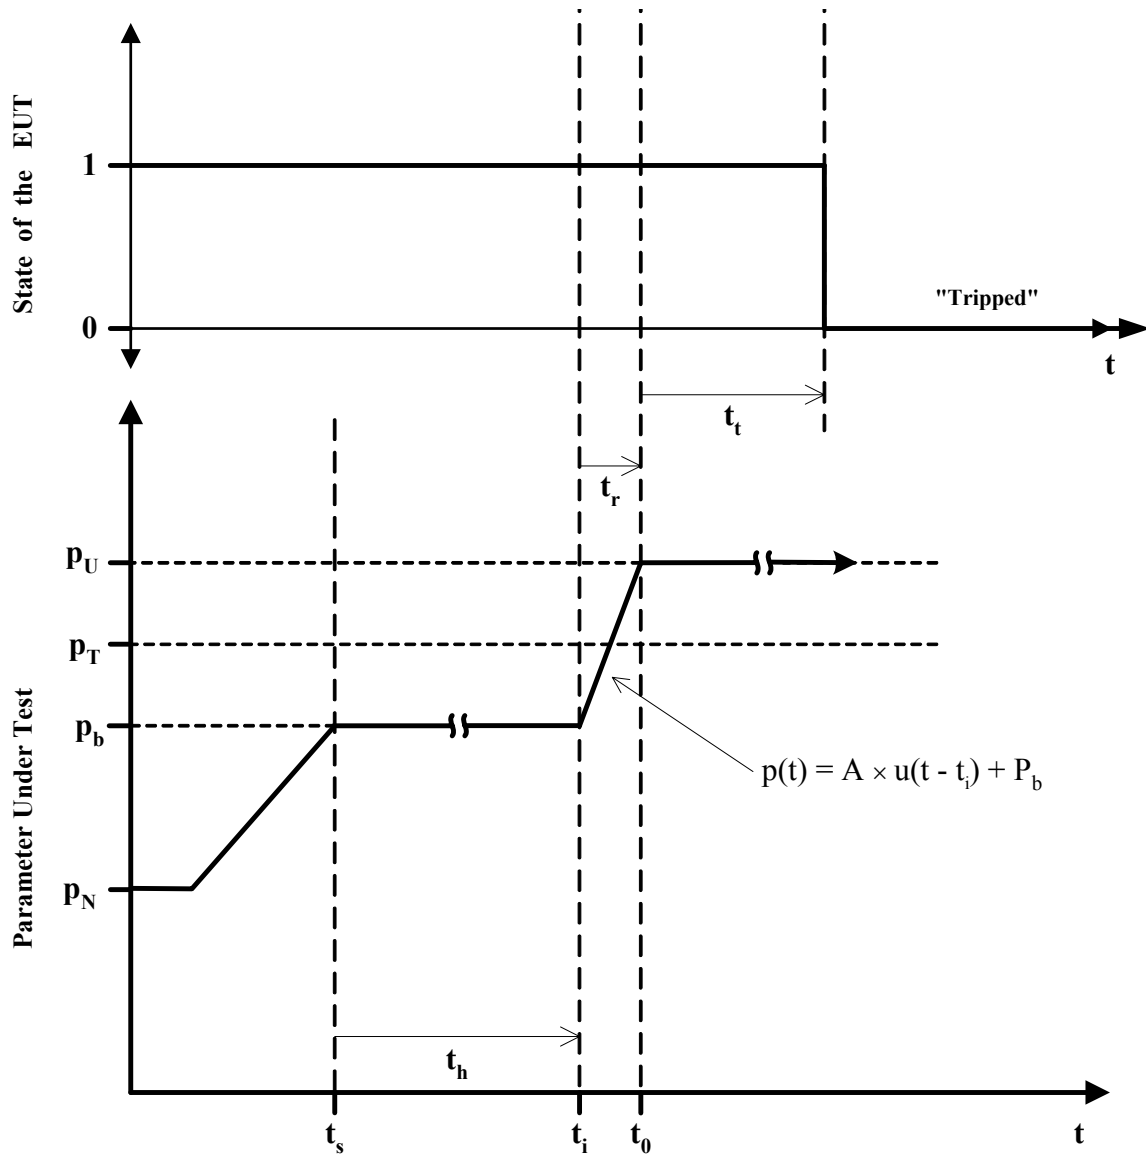 State of the EUT
1
0
"Tripped"
t
t_t
t_r
Parameter Under Test
p_U
p_T
p_b
p_N
p(t) = A × u(t - t_i) + P_b
t_h
t_s
t_i
t_0
t